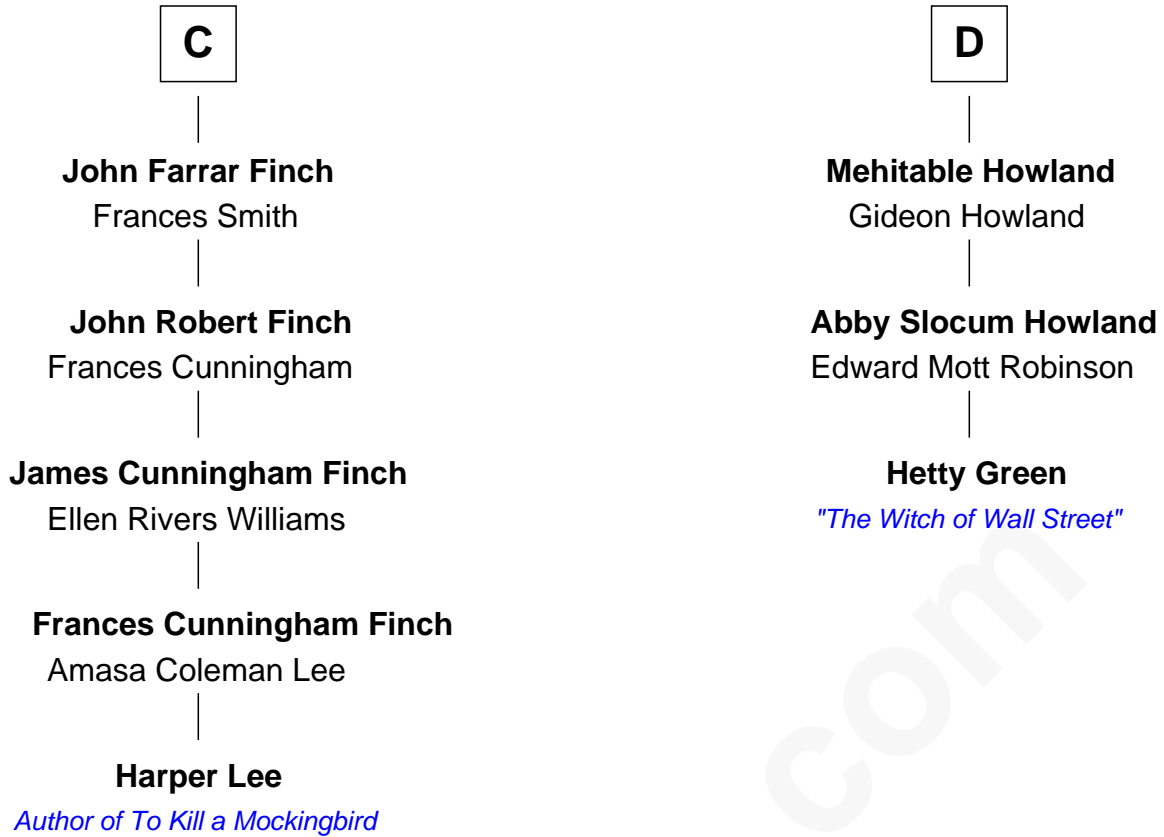 C
John Farrar Finch
Frances Smith
John Robert Finch
Frances Cunningham
James Cunningham Finch
Ellen Rivers Williams
Frances Cunningham Finch
Amasa Coleman Lee
Harper Lee
Author of To Kill a Mockingbird
D
Mehitable Howland
Gideon Howland
Abby Slocum Howland
Edward Mott Robinson
Hetty Green
"The Witch of Wall Street"
com